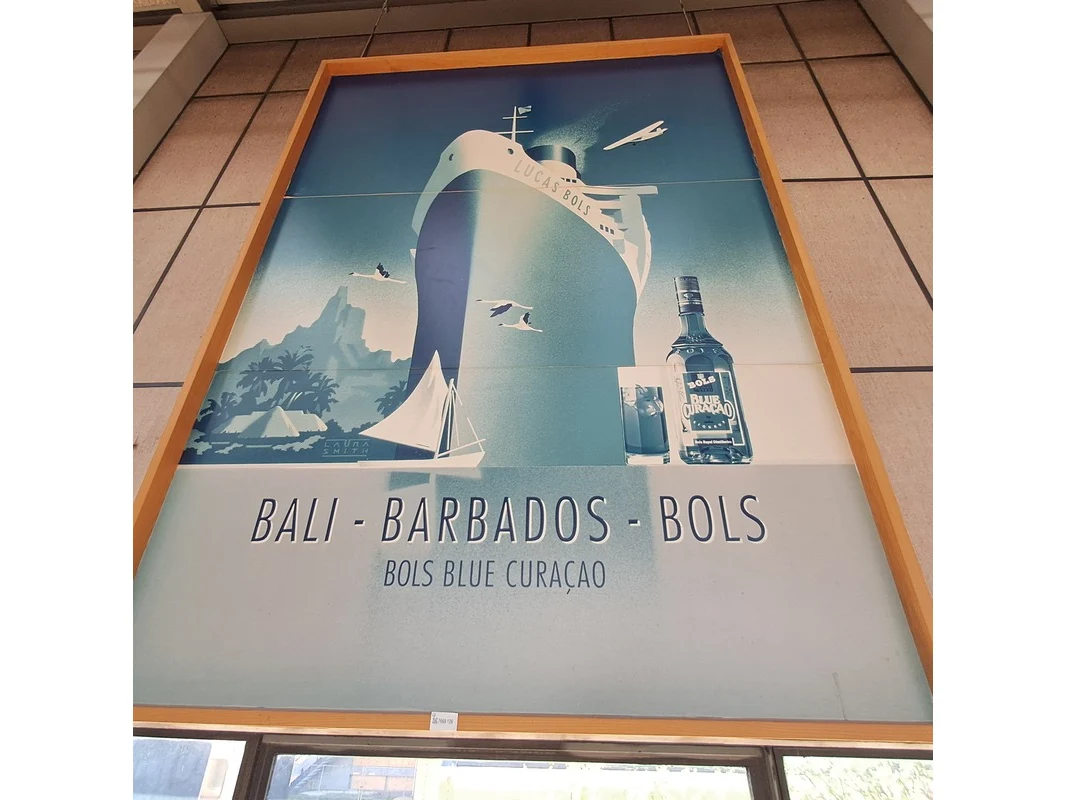 LUCAS BOLS
BOLS
BLUE
CURAÇAO
LAURA
SMITH
BALI - BARBADOS - BOLS
BOLS BLUE CURAÇAO